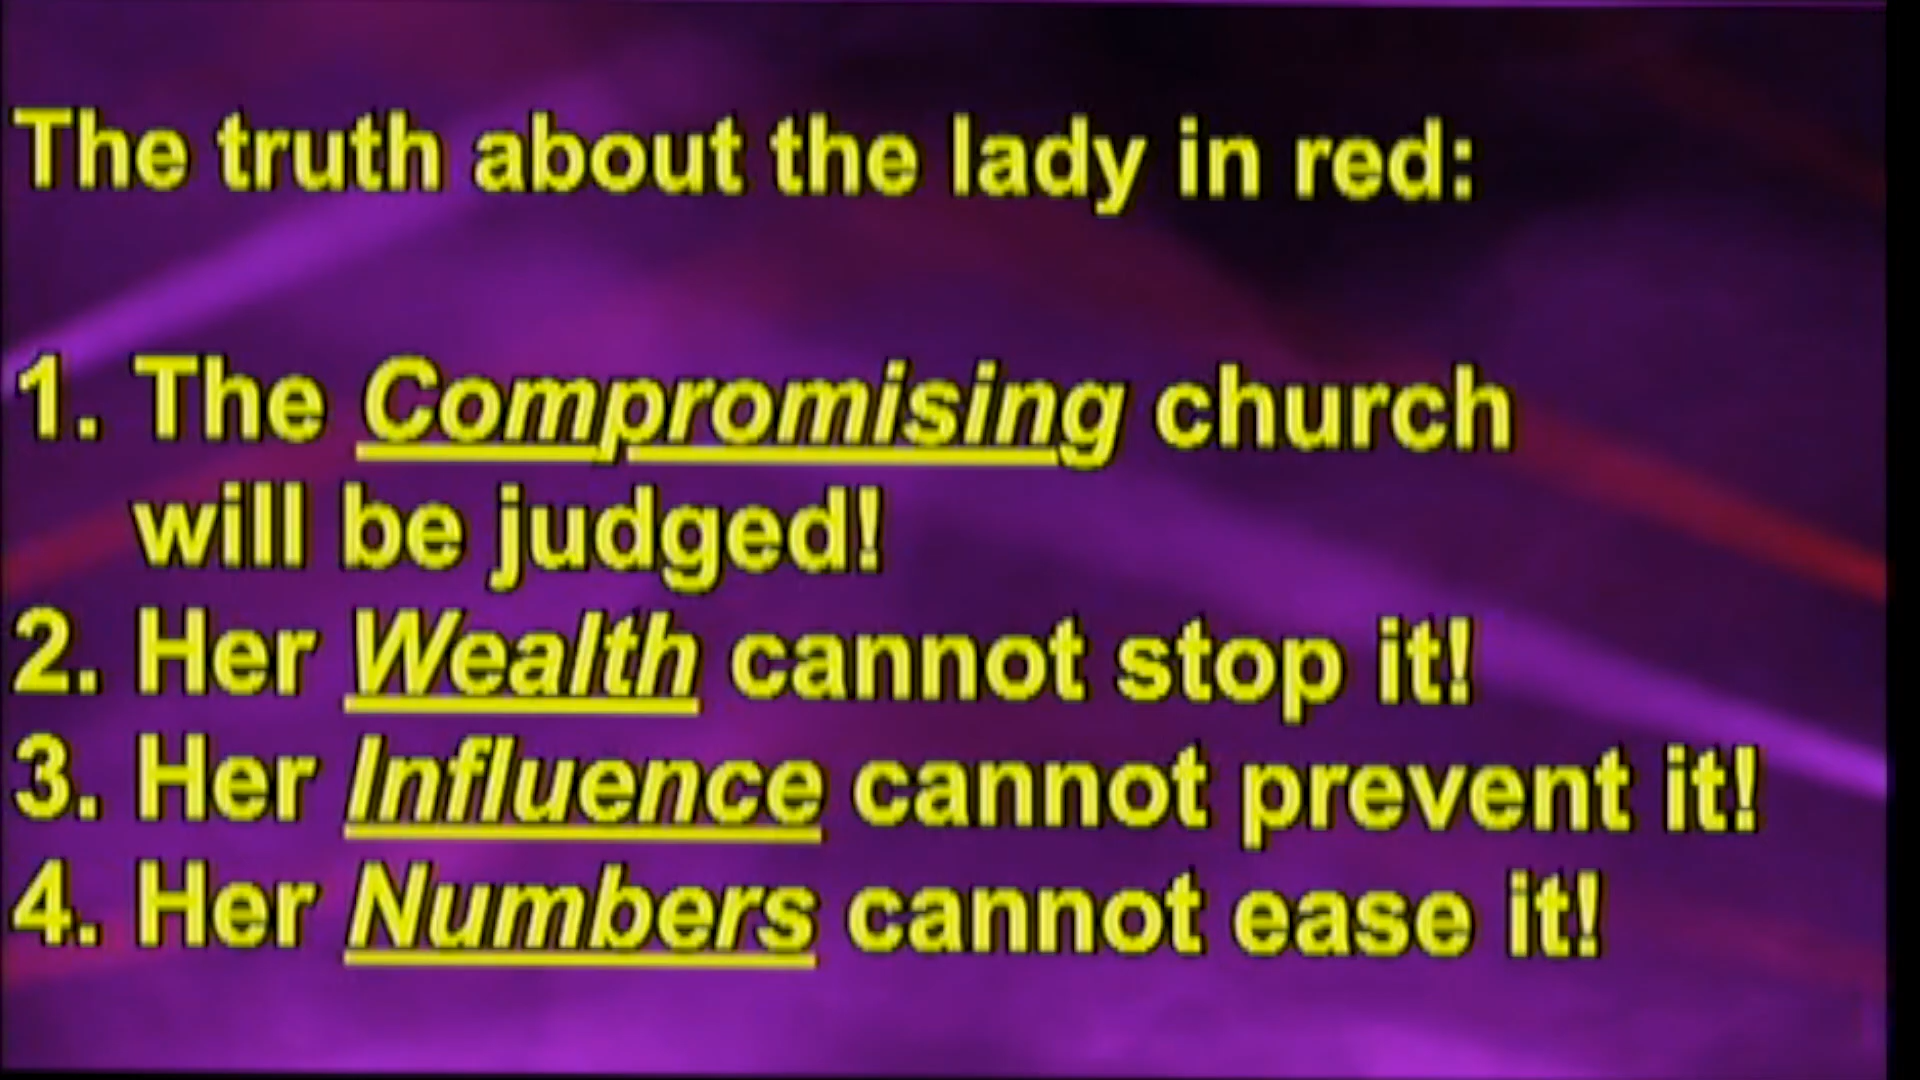 The truth about the lady in red:
1. The Compromising church
will be judged!
2. Her Wealth cannot stop it!
3. Her Influence cannot prevent it!
4. Her Numbers cannot ease it!